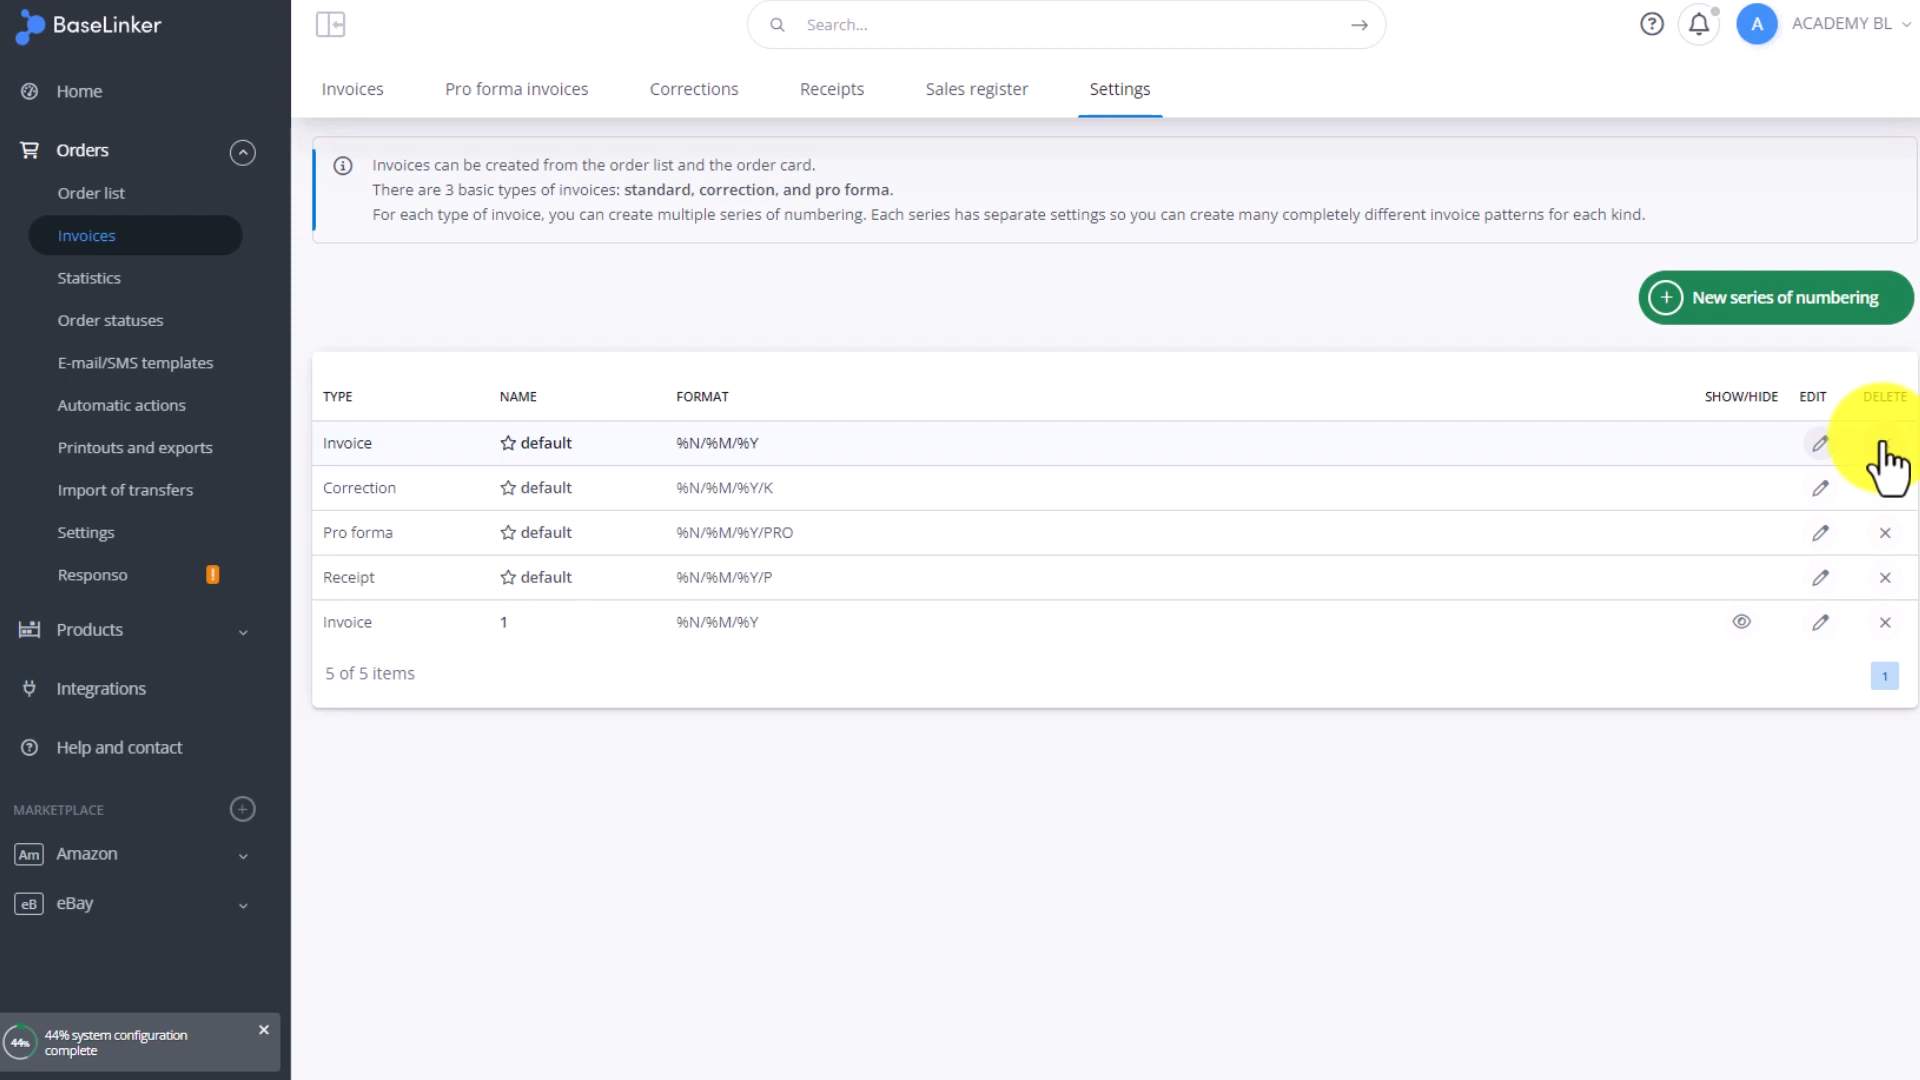 BaseLinker
Search...
A
ACADEMY BL
Home
Orders
Order list
Invoices
Statistics
Order statuses
E-mail/SMS templates
Automatic actions
Printouts and exports
Import of transfers
Settings
Responso !
Products
Integrations
Help and contact
MARKETPLACE
Am Amazon
eB eBay
44%
44% system configuration
complete
Invoices Pro forma invoices Corrections Receipts Sales register Settings
Invoices can be created from the order list and the order card.
There are 3 basic types of invoices: standard, correction, and pro forma.
For each type of invoice, you can create multiple series of numbering. Each series has separate settings so you can create many completely different invoice patterns for each kind.
New series of numbering
TYPE NAME FORMAT SHOW/HIDE EDIT DELETE
Invoice default %N/%M/%Y
Correction default %N/%M/%Y/K
Pro forma default %N/%M/%Y/PRO
Receipt default %N/%M/%Y/P
Invoice 1 %N/%M/%Y
5 of 5 items
1